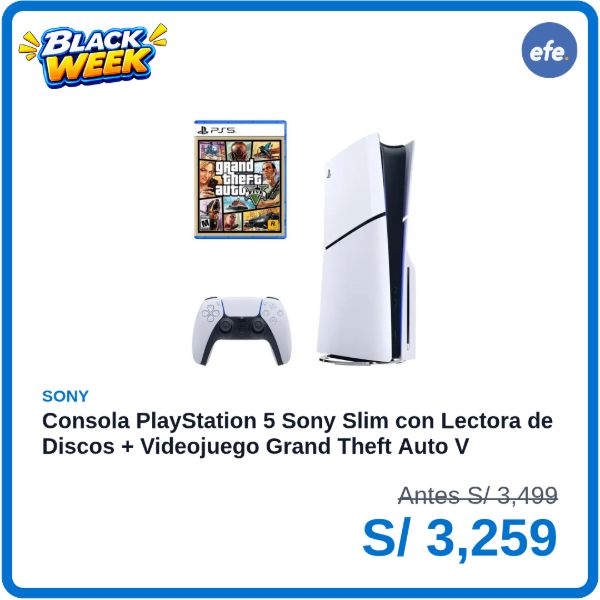 BLACK
WEEK
efe.
PS5
grand
theft
auto V
M
R
SONY
Consola PlayStation 5 Sony Slim con Lectora de
Discos + Videojuego Grand Theft Auto V
Antes S/ 3,499
S/ 3,259